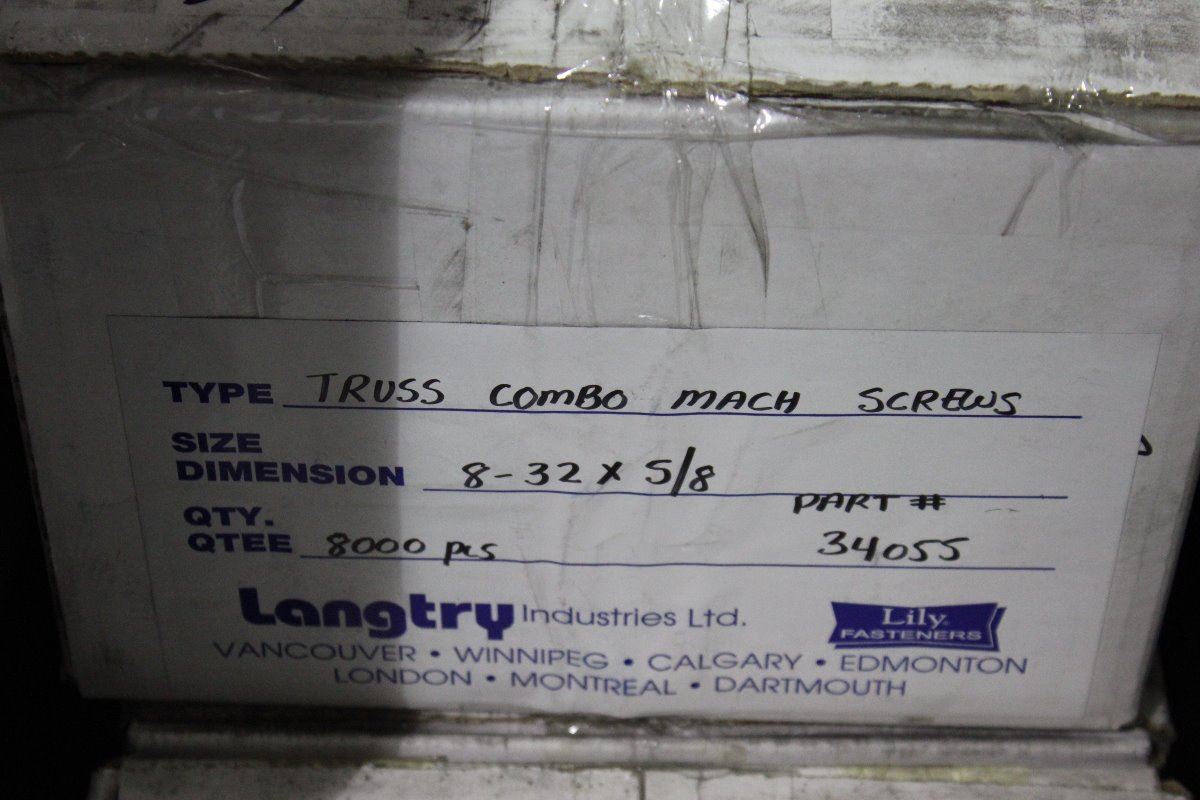 TYPE TRUSS COMBO MACH SCREWS
SIZE
DIMENSION 8-32 X 5/8
PART #
QTY.
QTEE 8000 pcs 34055
Langtry Industries Ltd.
Lily
FASTENERS
VANCOUVER • WINNIPEG • CALGARY • EDMONTON
LONDON • MONTREAL • DARTMOUTH